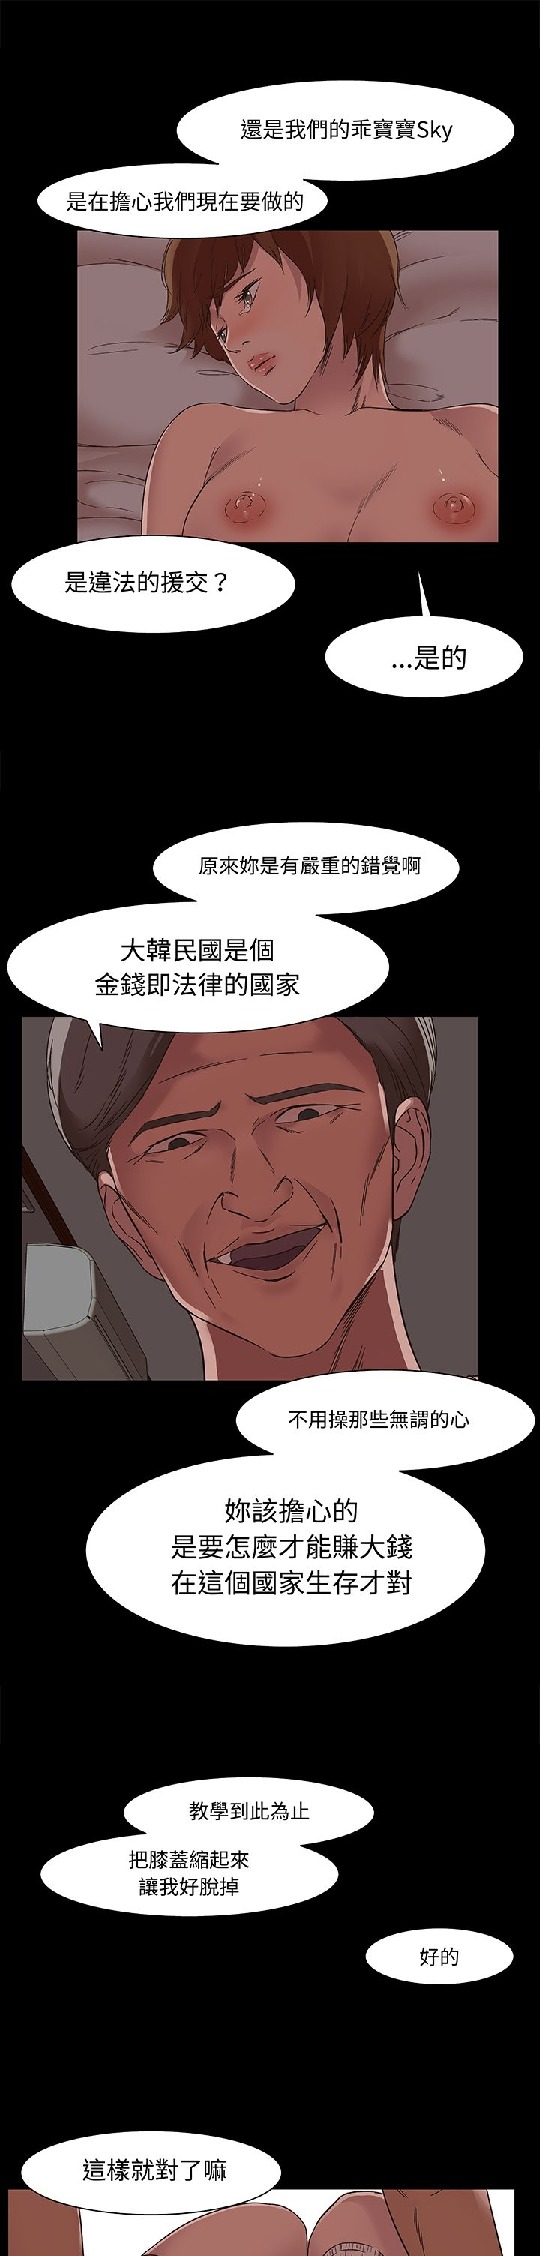 還是我們的乖寶寶Sky
是在擔心我們現在要做的
是違法的援交？
...是的
原來妳是有嚴重的錯覺啊
大韓民國是個
金錢即法律的國家
不用操那些無謂的心
妳該擔心的
是要怎麼才能賺大錢
在這個國家生存才對
教學到此為止
把膝蓋縮起來
讓我好脫掉
好的
這樣就對了嘛